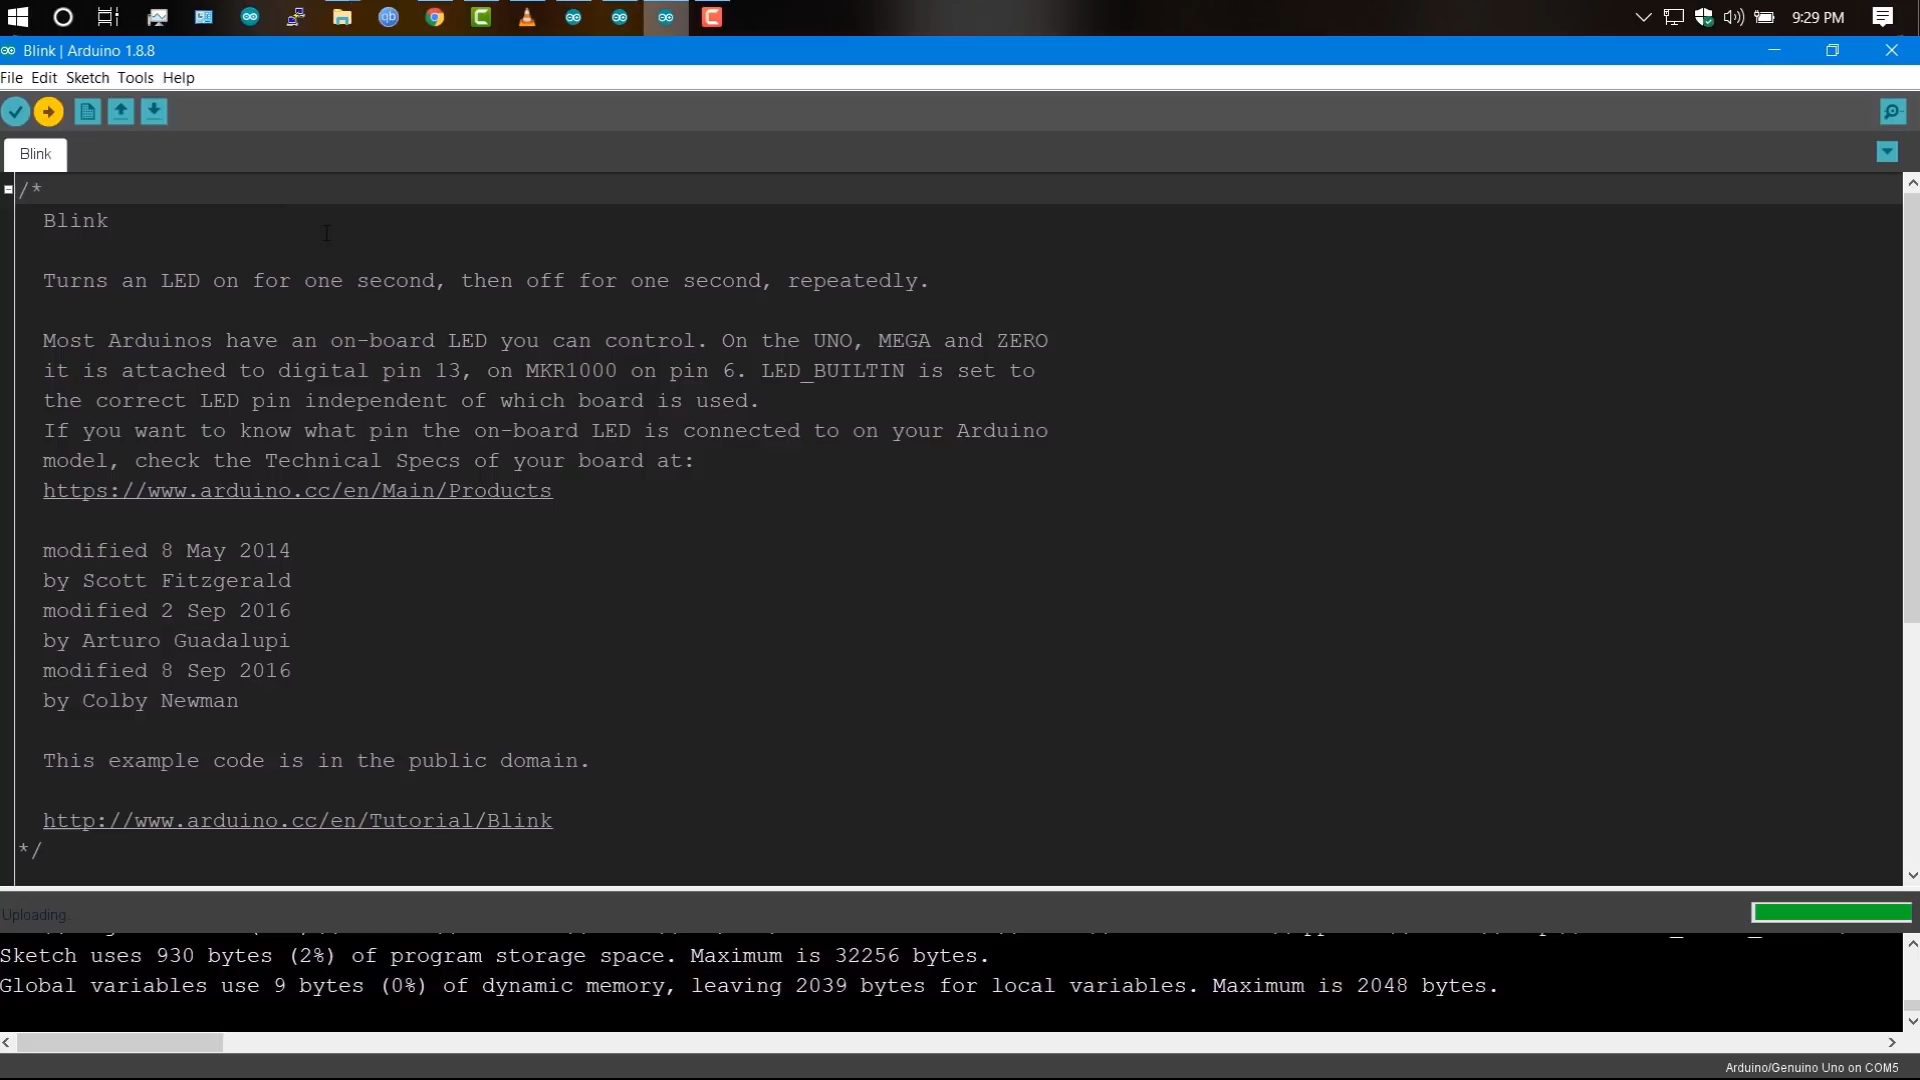 9:29 PM
Blink | Arduino 1.8.8
File Edit Sketch Tools Help
Blink
/*
Blink
Turns an LED on for one second, then off for one second, repeatedly.
Most Arduinos have an on-board LED you can control. On the UNO, MEGA and ZERO
it is attached to digital pin 13, on MKR1000 on pin 6. LED_BUILTIN is set to
the correct LED pin independent of which board is used.
If you want to know what pin the on-board LED is connected to on your Arduino
model, check the Technical Specs of your board at:
https://www.arduino.cc/en/Main/Products
modified 8 May 2014
by Scott Fitzgerald
modified 2 Sep 2016
by Arturo Guadalupi
modified 8 Sep 2016
by Colby Newman
This example code is in the public domain.
http://www.arduino.cc/en/Tutorial/Blink
*/
Uploading...
Sketch uses 930 bytes (2%) of program storage space. Maximum is 32256 bytes.
Global variables use 9 bytes (0%) of dynamic memory, leaving 2039 bytes for local variables. Maximum is 2048 bytes.
Arduino/Genuino Uno on COM5